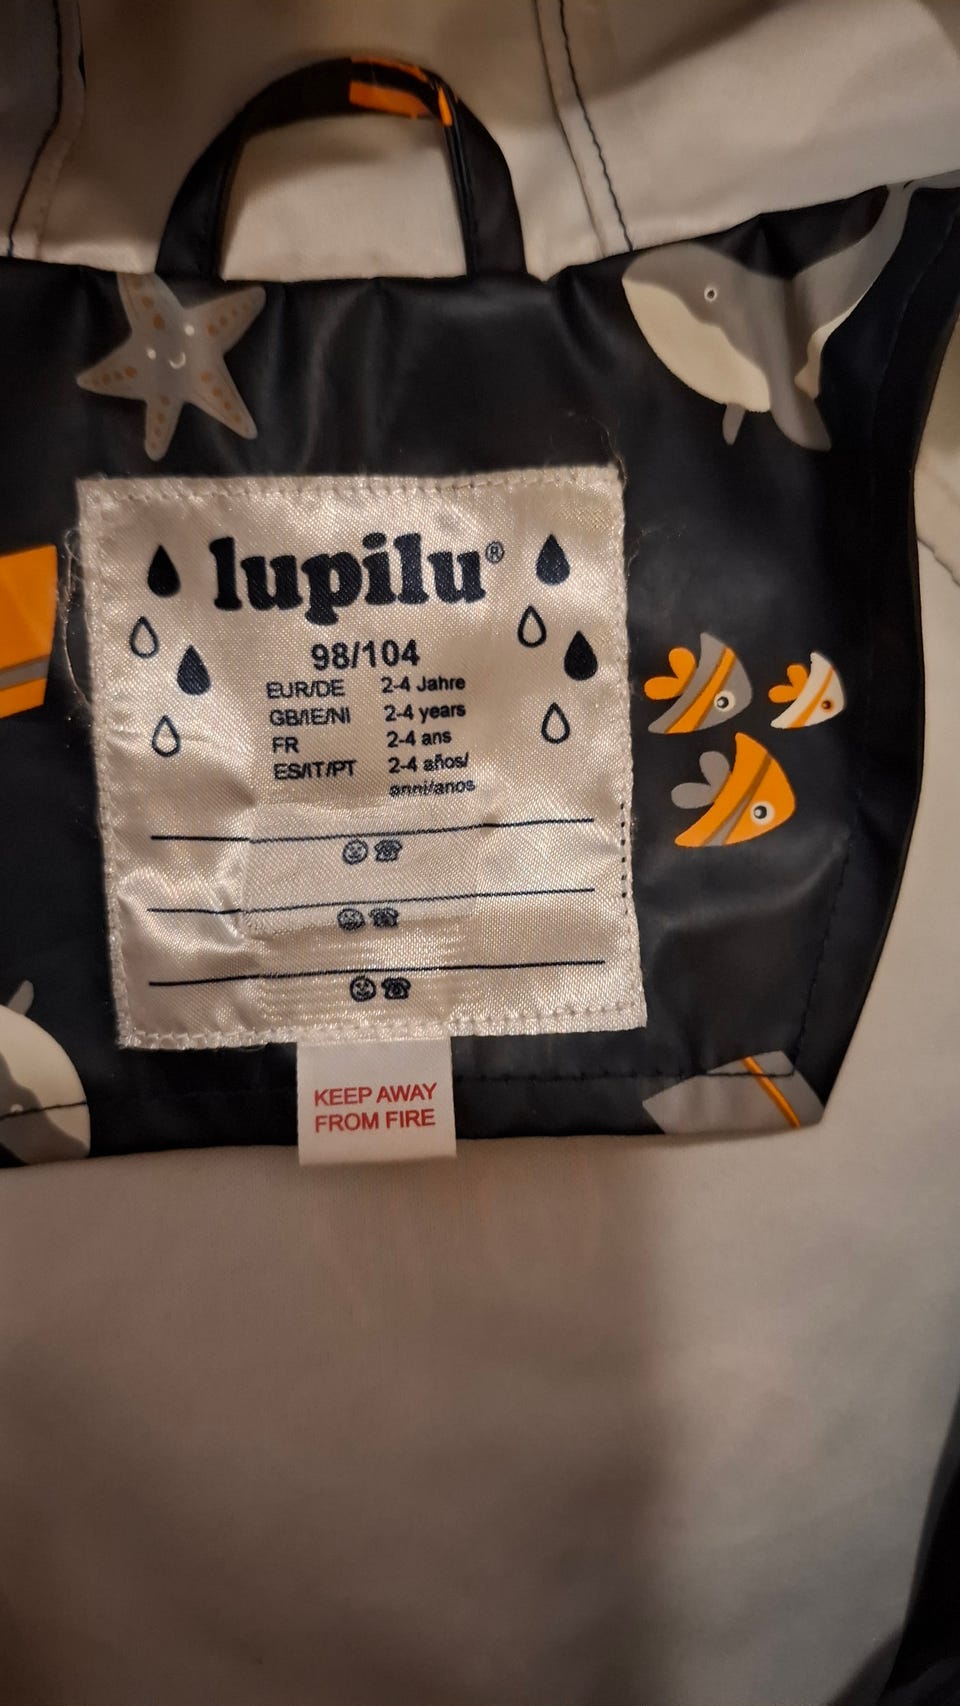 lupilu®
98/104
EUR/DE 2-4 Jahre
GB/IE/NI 2-4 years
FR 2-4 ans
ES/IT/PT 2-4 años/
anni/anos
KEEP AWAY
FROM FIRE